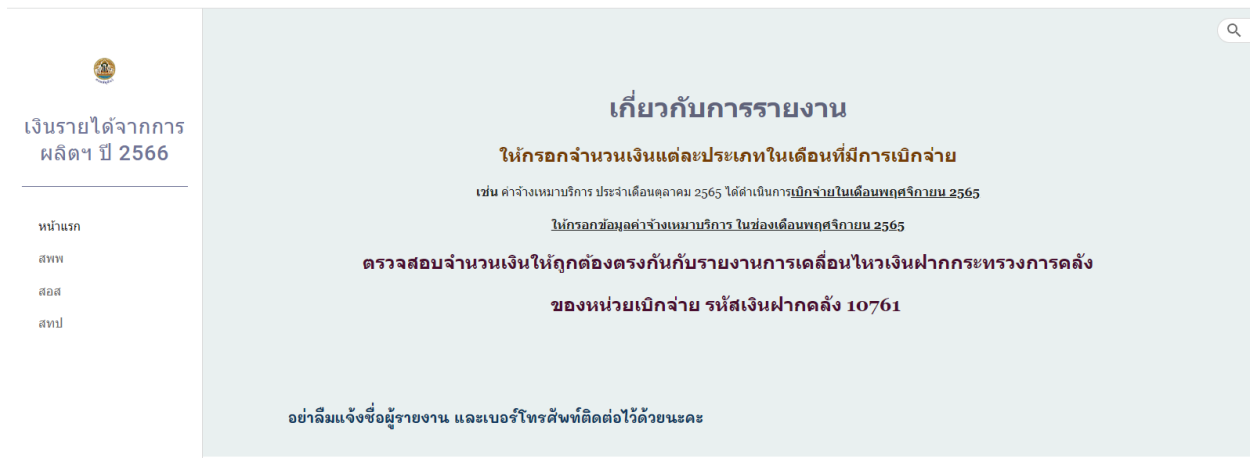 เงินรายได้จากการ
ผลิตฯ ปี 2566
หน้าแรก
สพพ
สอส
สทป
เกี่ยวกับการรายงาน
ให้กรอกจำนวนเงินแต่ละประเภทในเดือนที่มีการเบิกจ่าย
เช่น ค่าจ้างเหมาบริการ ประจำเดือนตุลาคม 2565 ได้ดำเนินการเบิกจ่ายในเดือนพฤศจิกายน 2565
ให้กรอกข้อมูลค่าจ้างเหมาบริการ ในช่องเดือนพฤศจิกายน 2565
ตรวจสอบจำนวนเงินให้ถูกต้องตรงกันกับรายงานการเคลื่อนไหวเงินฝากกระทรวงการคลัง
ของหน่วยเบิกจ่าย รหัสเงินฝากคลัง 10761
อย่าลืมแจ้งชื่อผู้รายงาน และเบอร์โทรศัพท์ติดต่อไว้ด้วยนะคะ